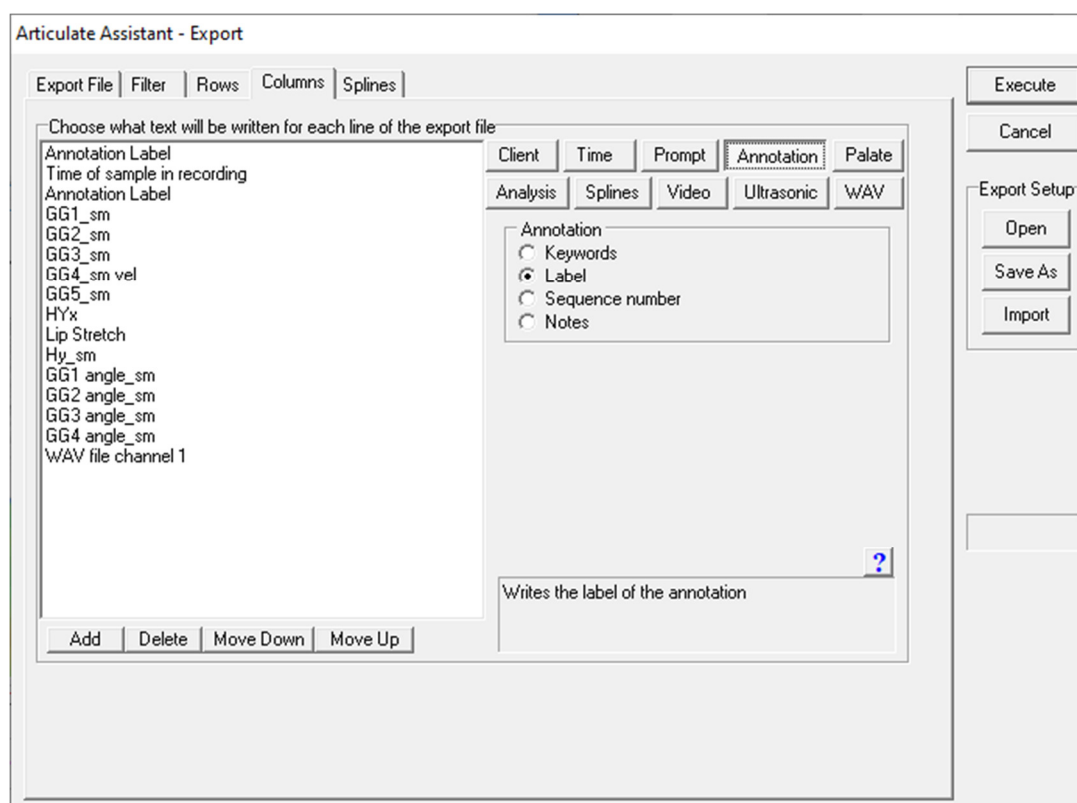 Articulate Assistant - Export
Export File Filter Rows Columns Splines
Execute
Cancel
Choose what text will be written for each line of the export file
Annotation Label
Time of sample in recording
Annotation Label
GG1_sm
GG2_sm
GG3_sm
GG4_sm vel
GG5_sm
HYx
Lip Stretch
Hy_sm
GG1 angle_sm
GG2 angle_sm
GG3 angle_sm
GG4 angle_sm
WAV file channel 1
Add Delete Move Down Move Up
Client Time Prompt Annotation Palate
Analysis Splines Video Ultrasonic WAV
Annotation
Keywords
Label
Sequence number
Notes
?
Writes the label of the annotation
Export Setup
Open
Save As
Import